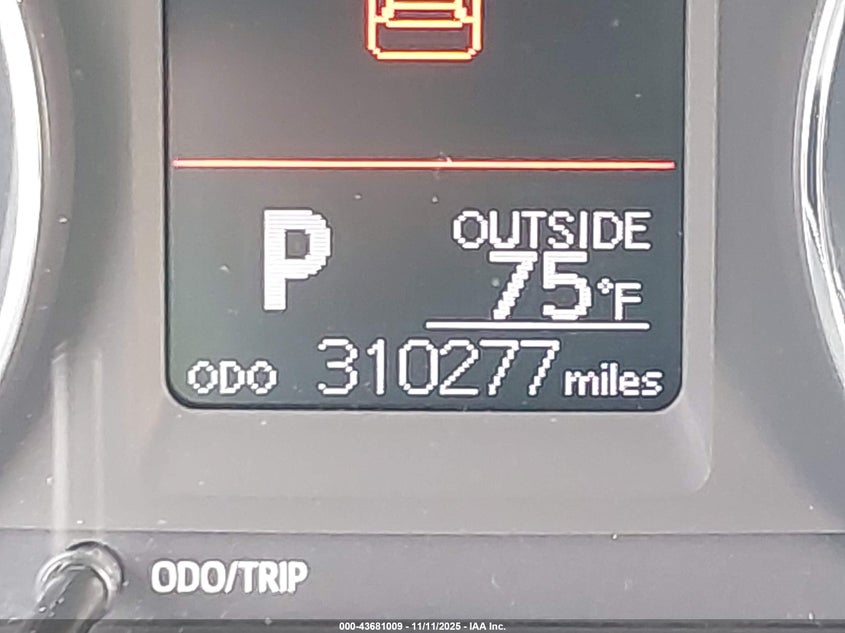 P
OUTSIDE
75°F
ODO 310277 miles
ODO/TRIP
000-43681009 - 11/11/2025 - IAA Inc.